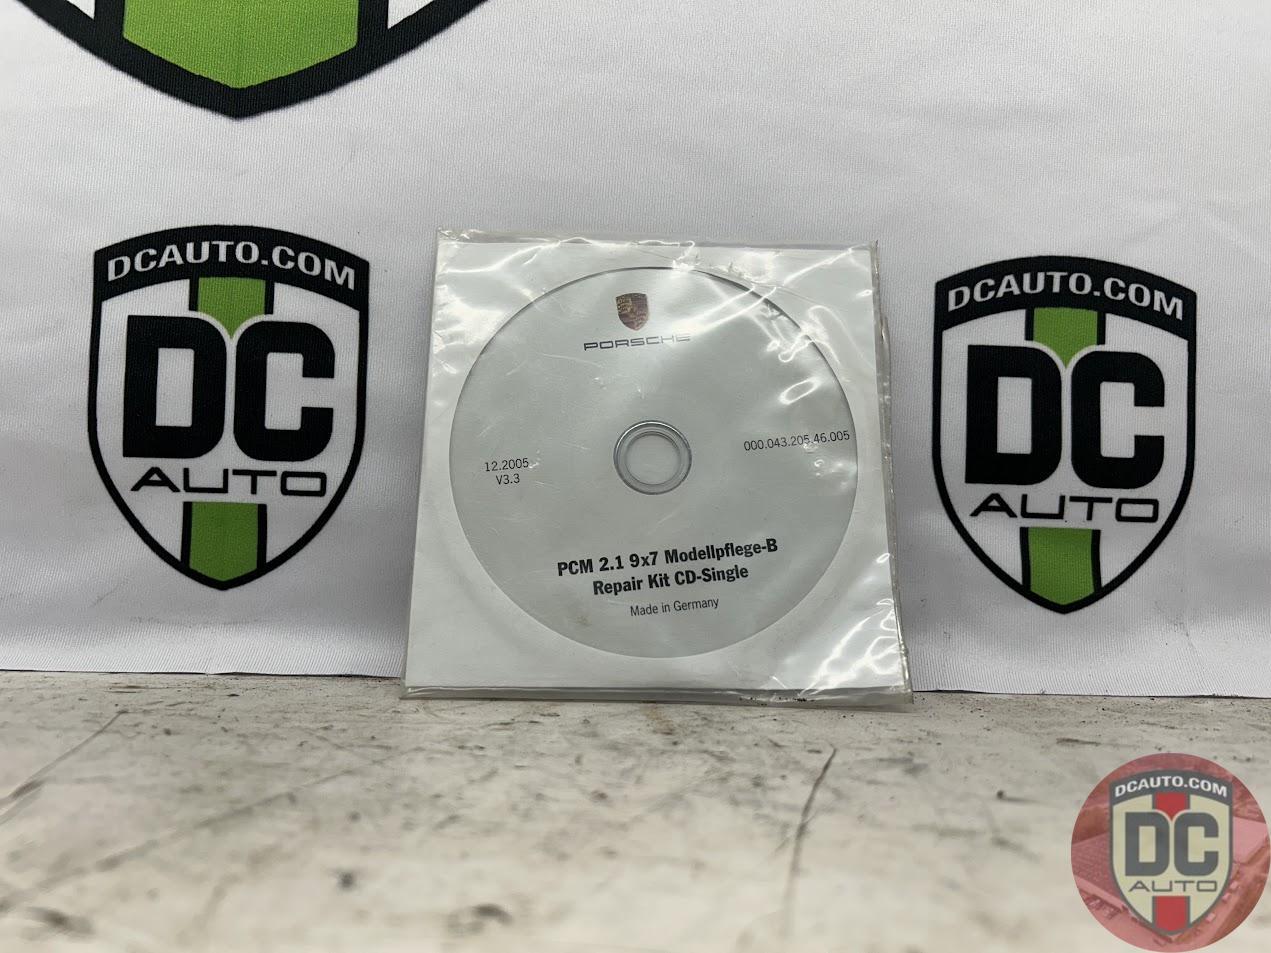 DCAUTO.COM
DC
AUTO
PORSCHE
12.2005
V3.3
000.043.205.46.005
PCM 2.1 9x7 Modellpflege-B
Repair Kit CD-Single
Made in Germany
DCAUTO.COM
DC
AUTO
DCAUTO.COM
DC
AUTO